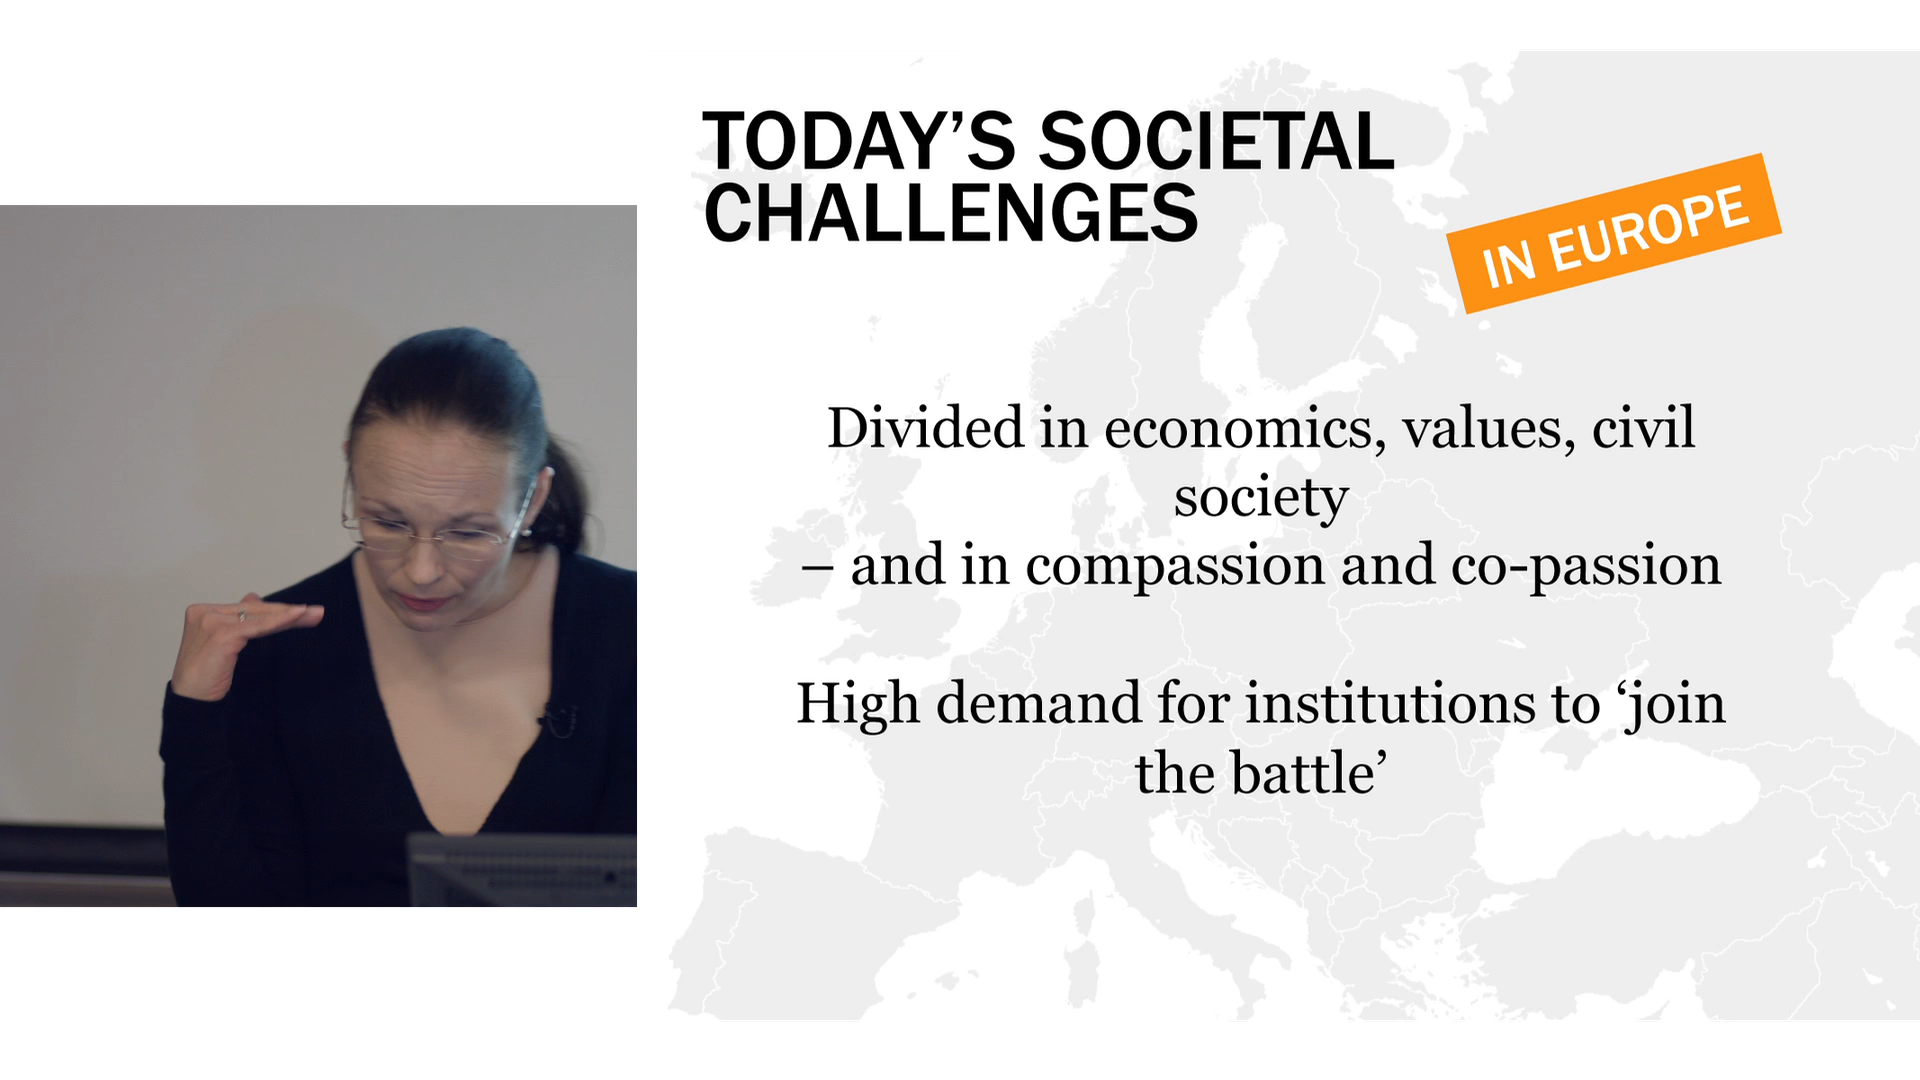 TODAY’S SOCIETAL
CHALLENGES
IN EUROPE
Divided in economics, values, civil
society
– and in compassion and co-passion
High demand for institutions to ‘join
the battle’